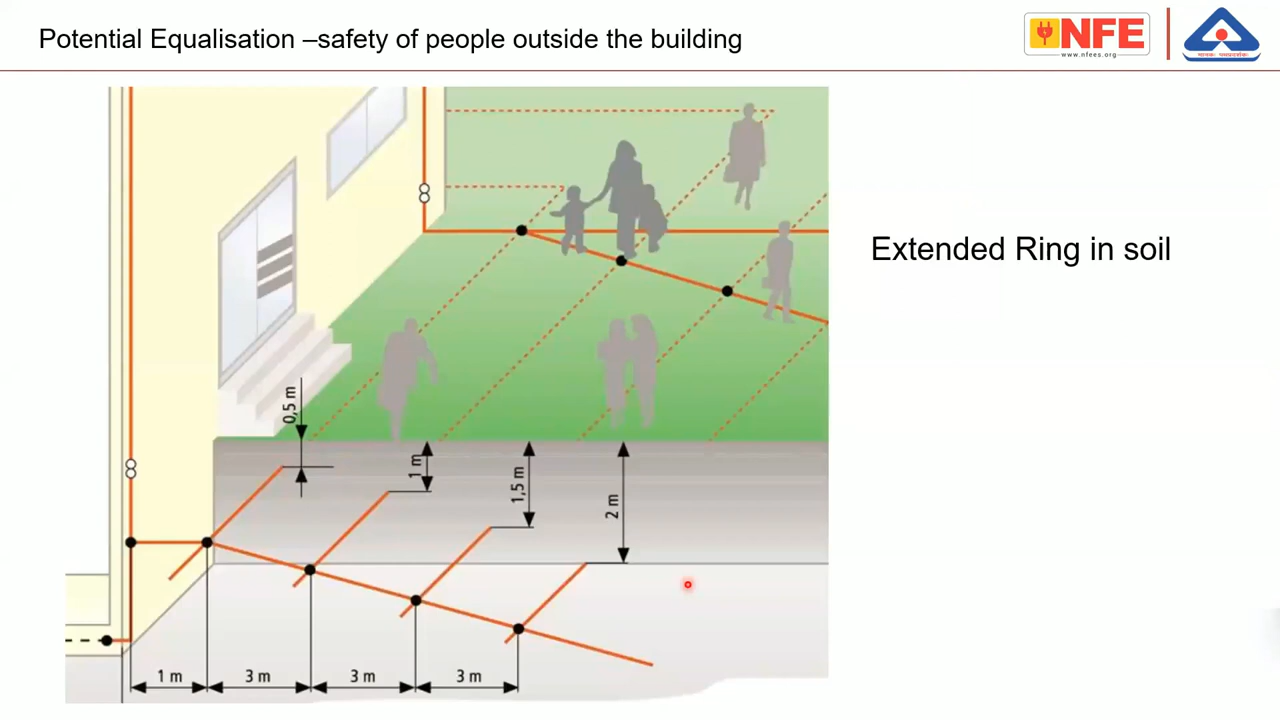 Potential Equalisation –safety of people outside the building
NFE
www.nfees.org
Extended Ring in soil
0,5 m
1 m
1,5 m
2 m
1 m
3 m
3 m
3 m